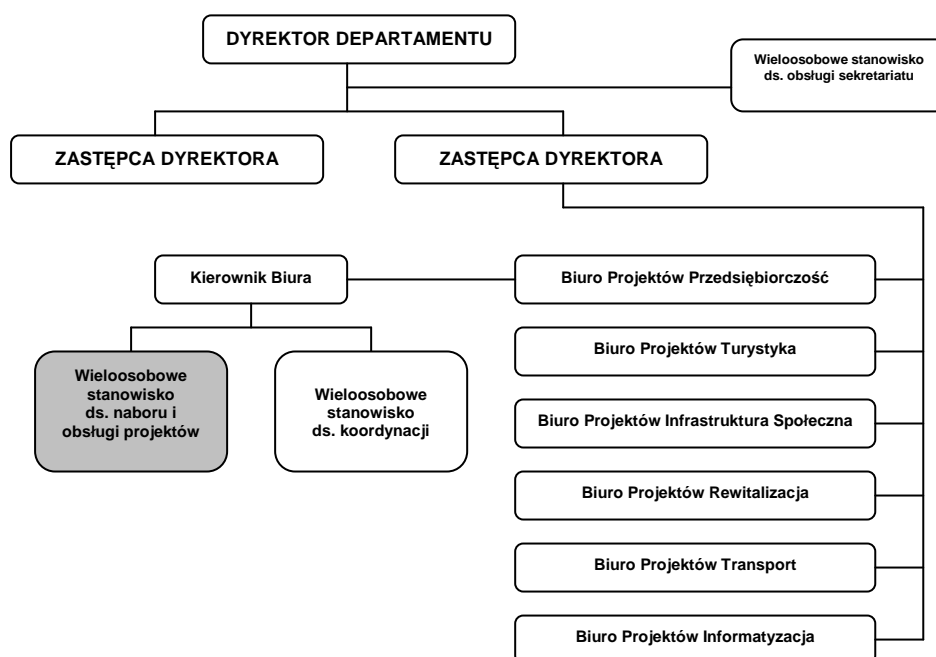 DYREKTOR DEPARTAMENTU
Wieloosobowe stanowisko
ds. obsługi sekretariatu
ZASTĘPCA DYREKTORA
ZASTĘPCA DYREKTORA
Kierownik Biura
Biuro Projektów Przedsiębiorczość
Biuro Projektów Turystyka
Wieloosobowe
stanowisko
ds. naboru i
obsługi projektów
Wieloosobowe
stanowisko
ds. koordynacji
Biuro Projektów Infrastruktura Społeczna
Biuro Projektów Rewitalizacja
Biuro Projektów Transport
Biuro Projektów Informatyzacja